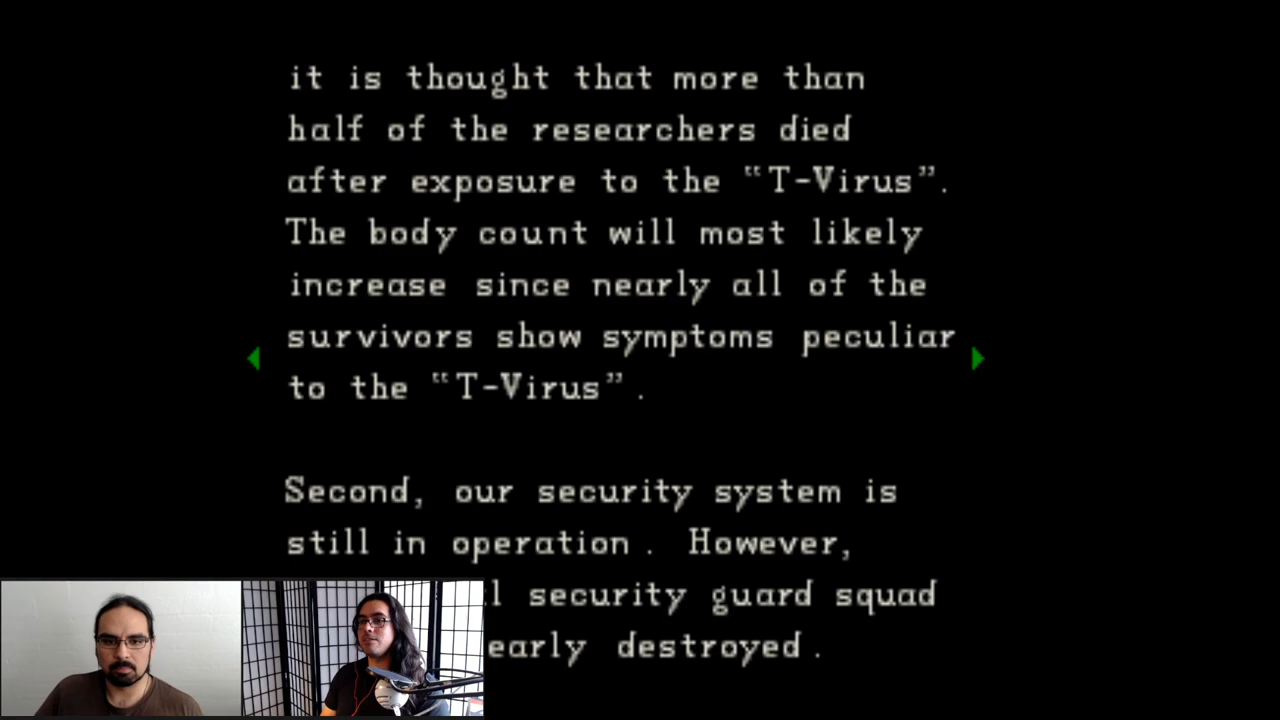 it is thought that more than
half of the researchers died
after exposure to the “T-Virus”.
The body count will most likely
increase since nearly all of the
survivors show symptoms peculiar
to the “T-Virus” .
Second, our security system is
still in operation . However,
security guard squad
destroyed .